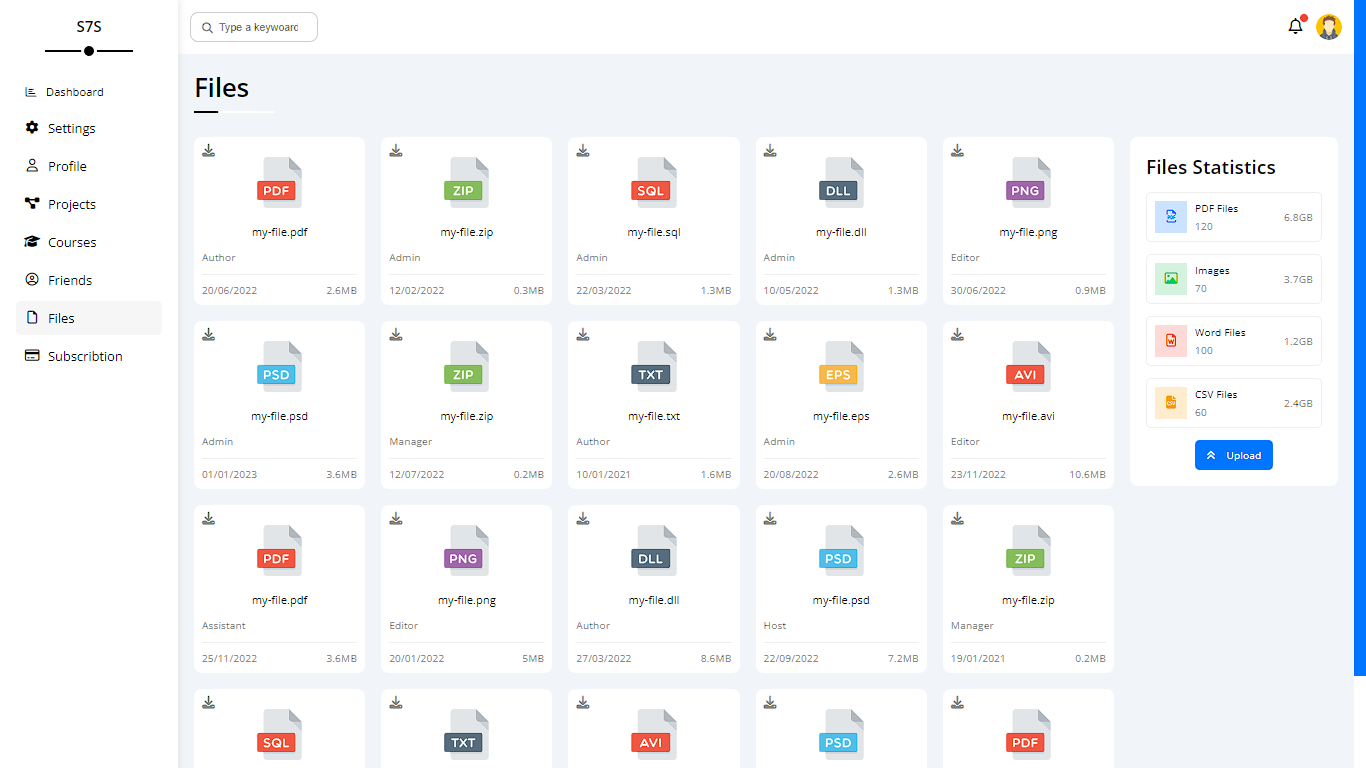 S7S
Type a keywoard
Dashboard
Settings
Profile
Projects
Courses
Friends
Files
Subscribtion
Files
PDF
my-file.pdf
Author
20/06/2022 2.6MB
ZIP
my-file.zip
Admin
12/02/2022 0.3MB
SQL
my-file.sql
Admin
22/03/2022 1.3MB
DLL
my-file.dll
Admin
10/05/2022 1.3MB
PNG
my-file.png
Editor
30/06/2022 0.9MB
PSD
my-file.psd
Admin
01/01/2023 3.6MB
ZIP
my-file.zip
Manager
12/07/2022 0.2MB
TXT
my-file.txt
Author
10/01/2021 1.6MB
EPS
my-file.eps
Admin
20/08/2022 2.6MB
AVI
my-file.avi
Editor
23/11/2022 10.6MB
PDF
my-file.pdf
Assistant
25/11/2022 3.6MB
PNG
my-file.png
Editor
20/01/2022 5MB
DLL
my-file.dll
Author
27/03/2022 8.6MB
PSD
my-file.psd
Host
22/09/2022 7.2MB
ZIP
my-file.zip
Manager
19/01/2021 0.2MB
SQL
TXT
AVI
PSD
PDF
Files Statistics
PDF Files
120
6.8GB
Images
70
3.7GB
Word Files
100
1.2GB
CSV Files
60
2.4GB
Upload